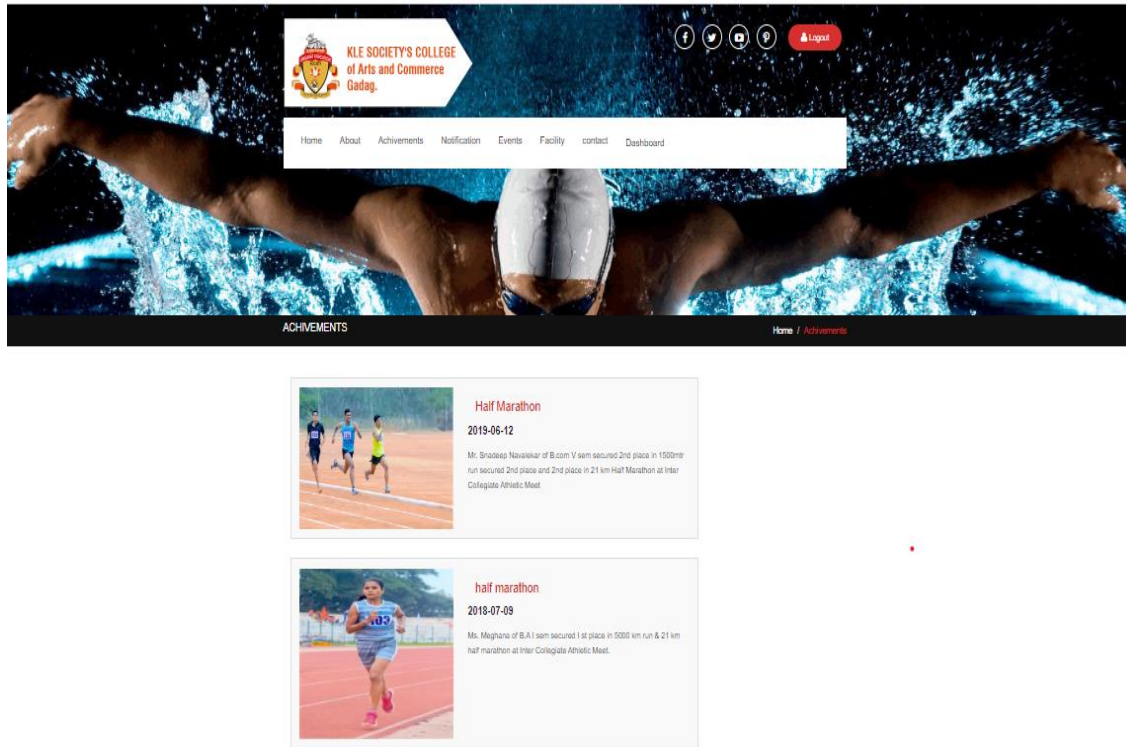 KLE SOCIETY'S COLLEGE
of Arts and Commerce
Gadag.
Logout
Home About Achivements Notification Events Facility contact Dashboard
ACHIVEMENTS
Home / Achivements
Half Marathon
2019-06-12
Mr. Snadeep Navalekar of B.com V sem secured 2nd place in 1500mtr
run secured 2nd place and 2nd place in 21 km Half Marathon at Inter
Collegiate Athletic Meet
half marathon
2018-07-09
Ms. Meghana of B.A I sem secured I st place in 5000 km run & 21 km
half marathon at Inter Collegiate Athletic Meet.